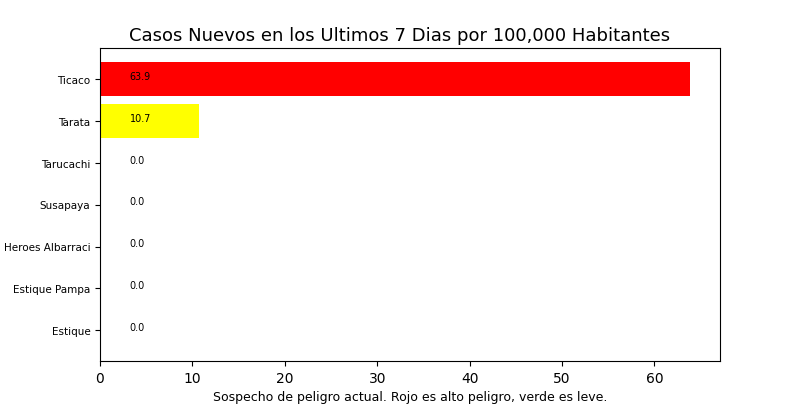 Casos Nuevos en los Ultimos 7 Dias por 100,000 Habitantes
Ticaco 63.9
Tarata 10.7
Tarucachi 0.0
Susapaya 0.0
Heroes Albarraci 0.0
Estique Pampa 0.0
Estique 0.0
0 10 20 30 40 50 60
Sospecho de peligro actual. Rojo es alto peligro, verde es leve.